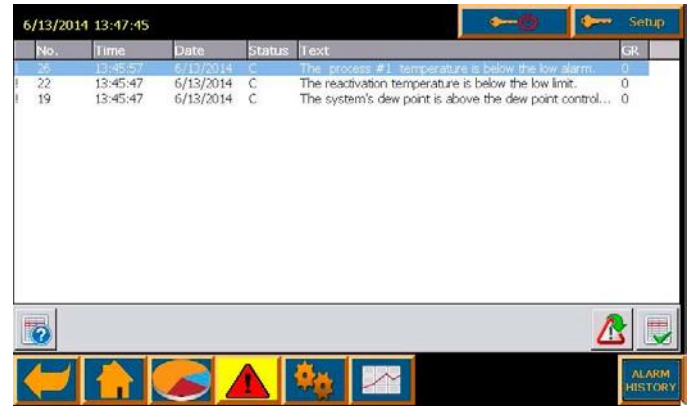 6/13/2014 13:47:45
Setup
No. Time Date Status Text GR
! 26 13:45:57 6/13/2014 C The process #1 temperature is below the low alarm. 0
! 22 13:45:47 6/13/2014 C The reactivation temperature is below the low limit. 0
! 19 13:45:47 6/13/2014 C The system's dew point is above the dew point control... 0
ALARM
HISTORY